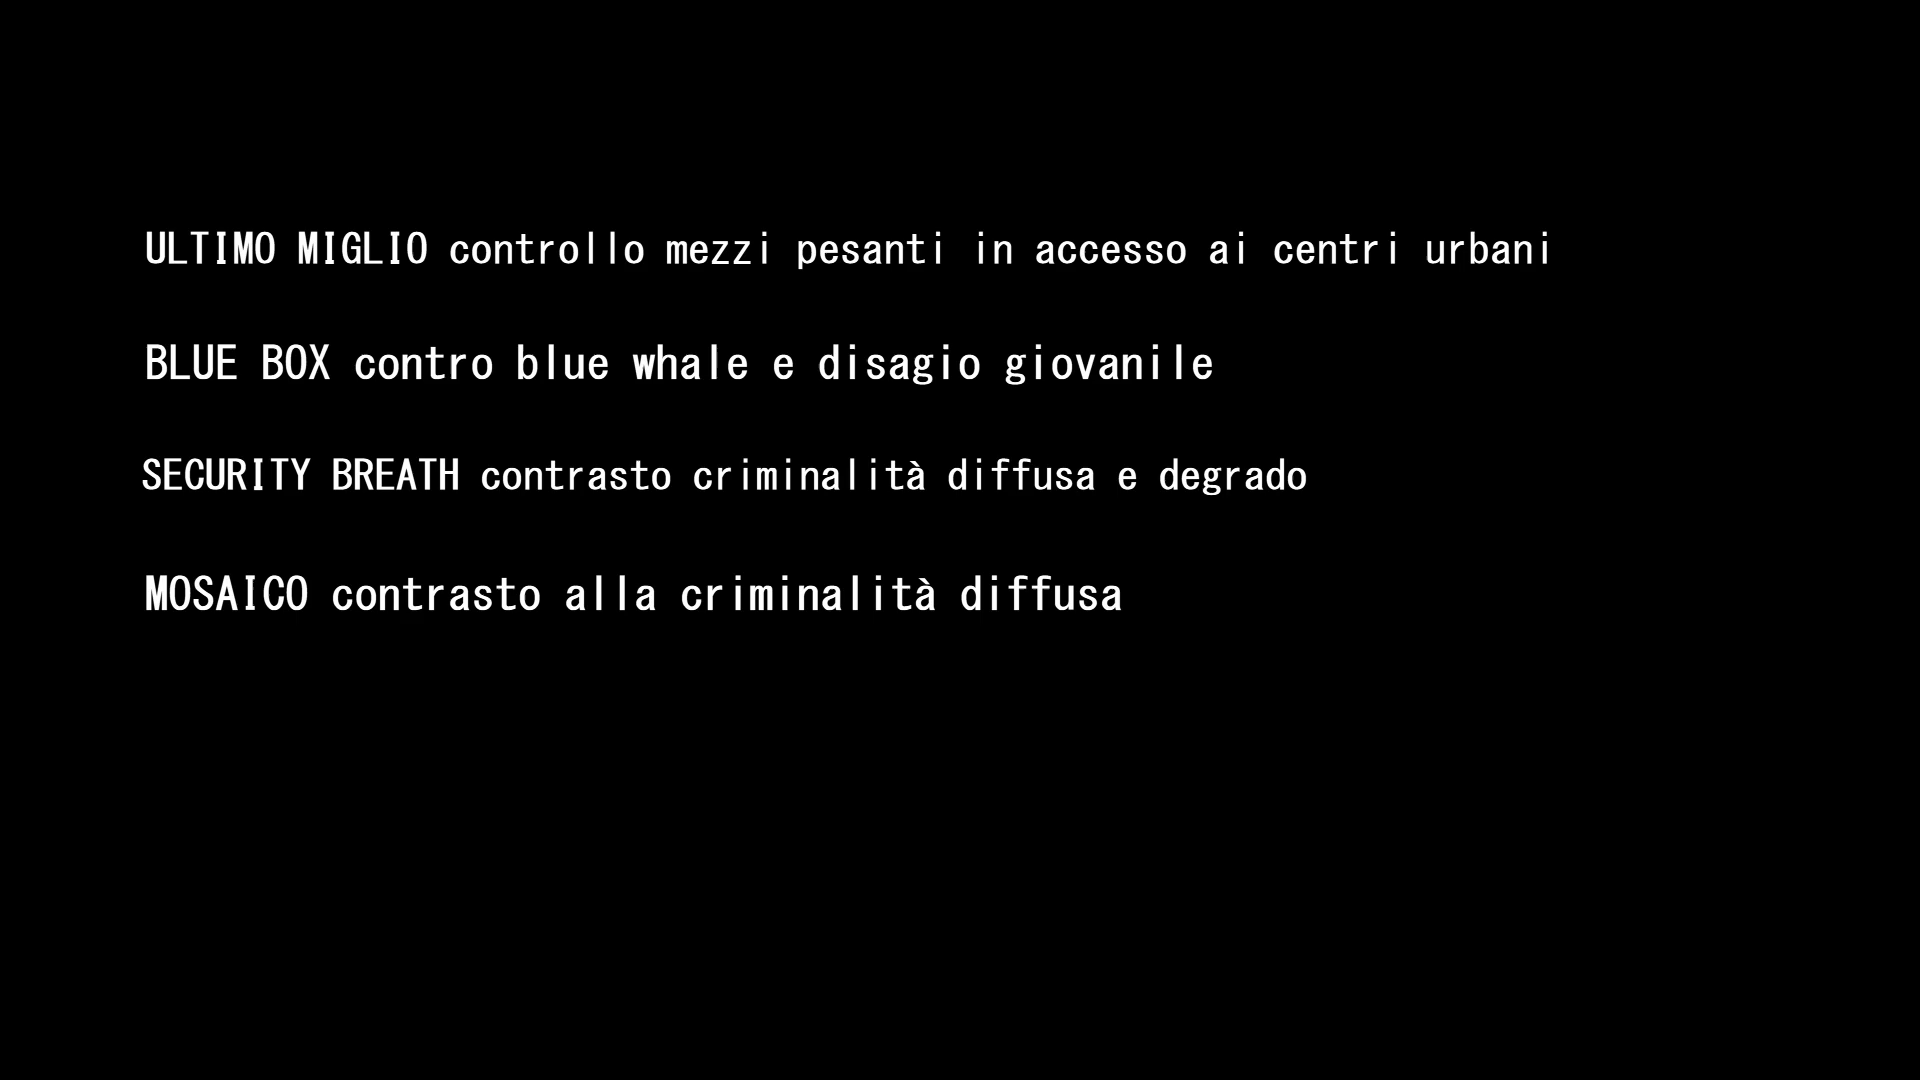 ULTIMO MIGLIO controllo mezzi pesanti in accesso ai centri urbani
BLUE BOX contro blue whale e disagio giovanile
SECURITY BREATH contrasto criminalità diffusa e degrado
MOSAICO contrasto alla criminalità diffusa